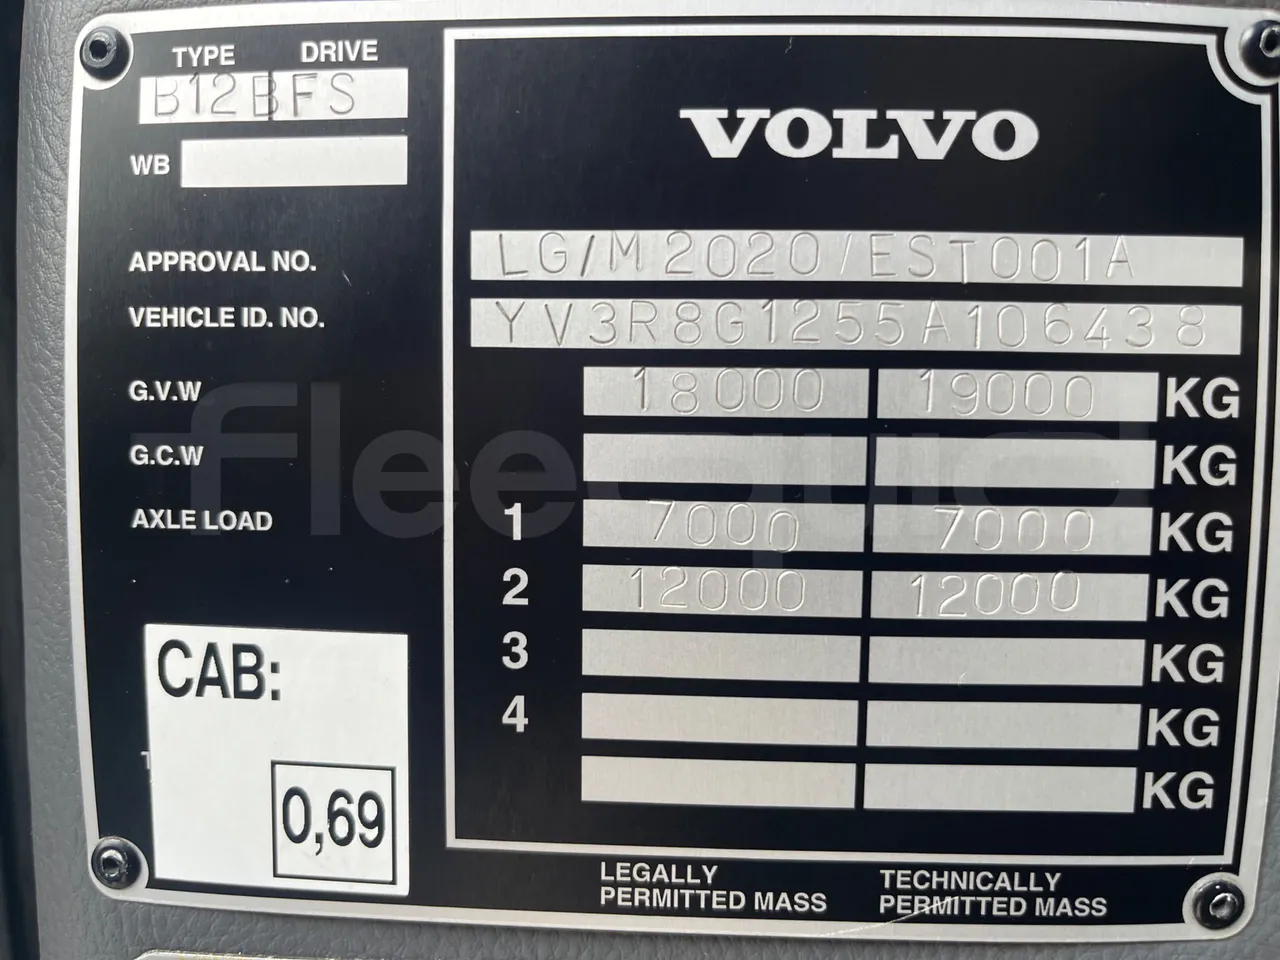 TYPE DRIVE
B12BFS
WB
VOLVO
APPROVAL NO. LG/M2020/EST001A
VEHICLE ID. NO. YV3R8G1255A106438
G.V.W 18000 19000 KG
G.C.W KG
AXLE LOAD 1 7000 7000 KG
2 12000 12000 KG
3 KG
4 KG
KG
CAB:
0,69
LEGALLY
PERMITTED MASS
TECHNICALLY
PERMITTED MASS
fleequid